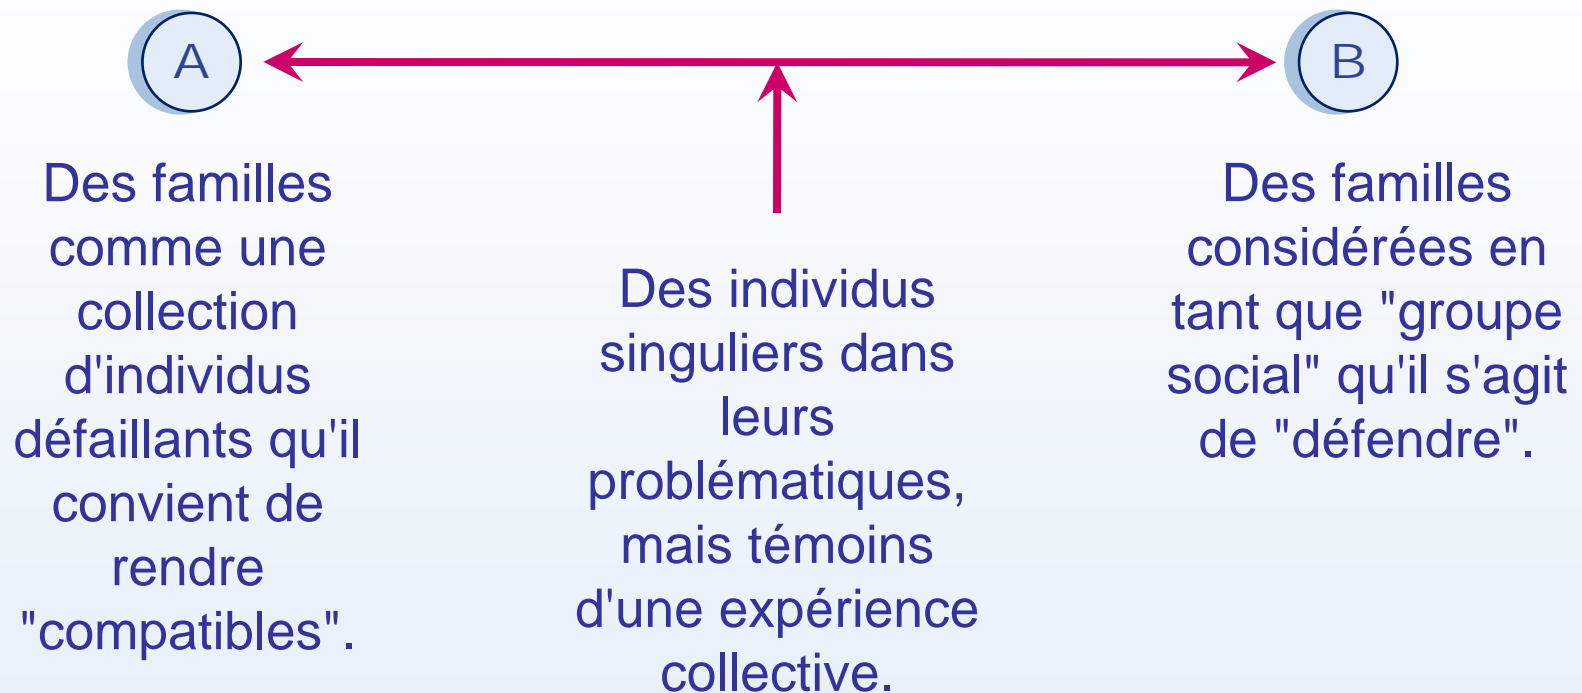 A
B
Des familles
comme une
collection
d'individus
défaillants qu'il
convient de
rendre
"compatibles".
Des individus
singuliers dans
leurs
problématiques,
mais témoins
d'une expérience
collective.
Des familles
considérées en
tant que "groupe
social" qu'il s'agit
de "défendre".